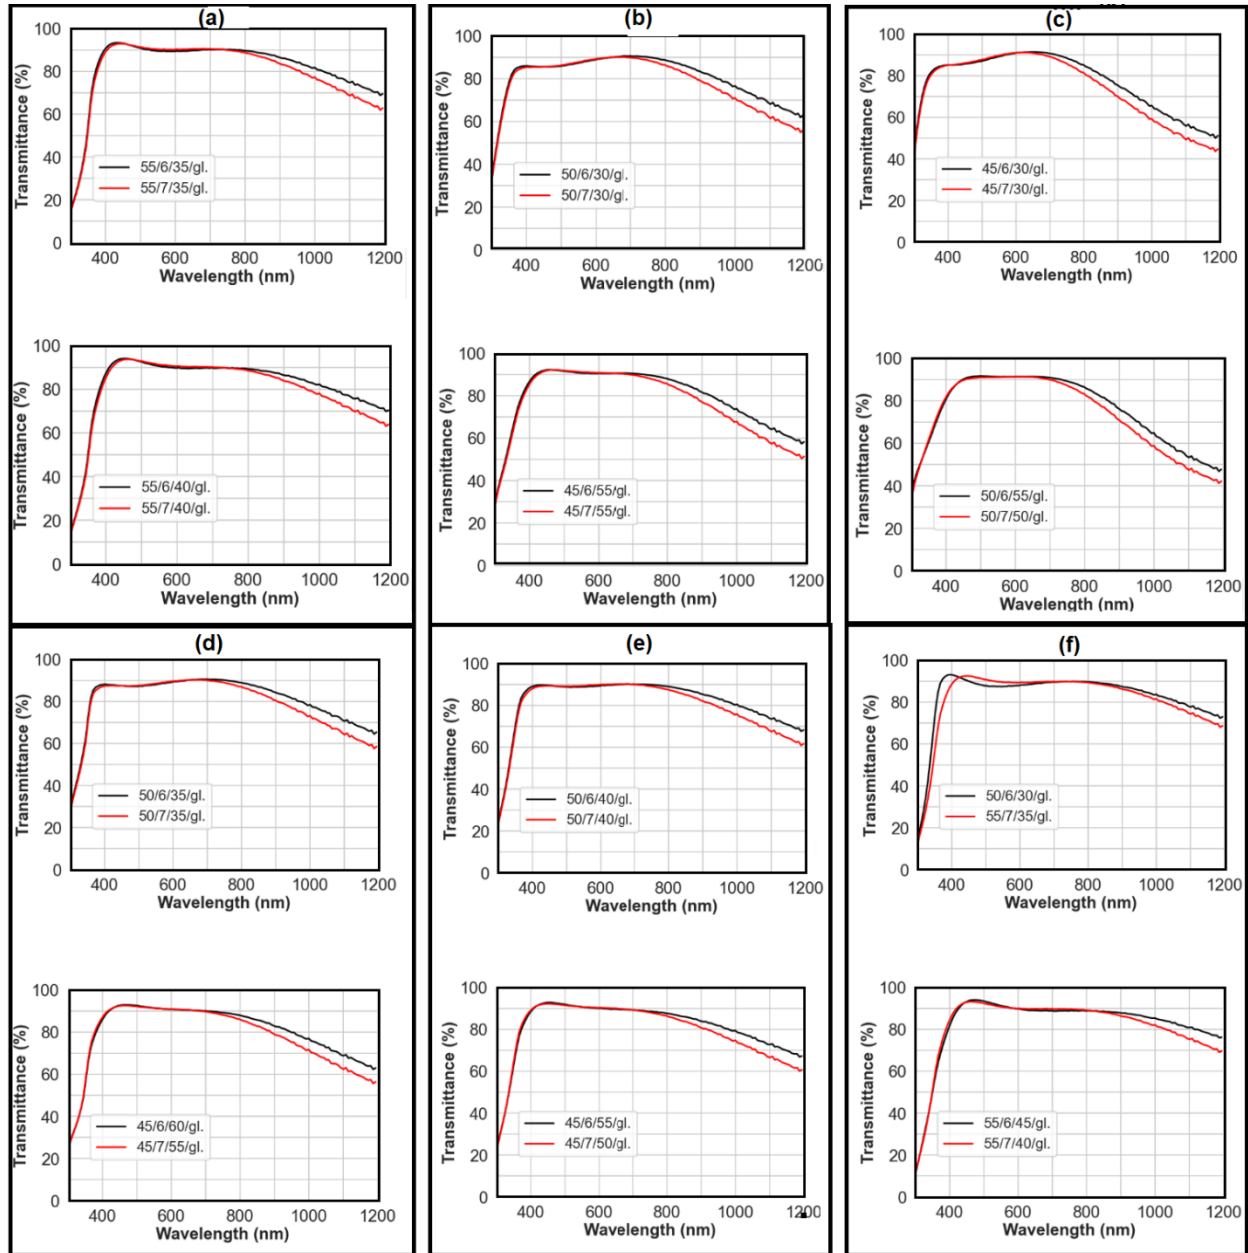 (a)
100
80
60
40
20
0
Transmittance (%)
55/6/35/gl.
55/7/35/gl.
400 600 800 1000 1200
Wavelength (nm)
100
80
60
40
20
0
Transmittance (%)
55/6/40/gl.
55/7/40/gl.
400 600 800 1000 1200
Wavelength (nm)
(b)
100
80
60
40
20
0
Transmittance (%)
50/6/30/gl.
50/7/30/gl.
400 600 800 1000 1200
Wavelength (nm)
100
80
60
40
20
0
Transmittance (%)
45/6/55/gl.
45/7/55/gl.
400 600 800 1000 1200
Wavelength (nm)
(c)
100
80
60
40
20
0
Transmittance (%)
45/6/30/gl.
45/7/30/gl.
400 600 800 1000 1200
Wavelength (nm)
100
80
60
40
20
0
Transmittance (%)
50/6/55/gl.
50/7/50/gl.
400 600 800 1000 1200
Wavelength (nm)
(d)
100
80
60
40
20
0
Transmittance (%)
50/6/35/gl.
50/7/35/gl.
400 600 800 1000 1200
Wavelength (nm)
100
80
60
40
20
0
Transmittance (%)
45/6/60/gl.
45/7/55/gl.
400 600 800 1000 1200
Wavelength (nm)
(e)
100
80
60
40
20
0
Transmittance (%)
50/6/40/gl.
50/7/40/gl.
400 600 800 1000 1200
Wavelength (nm)
100
80
60
40
20
0
Transmittance (%)
45/6/55/gl.
45/7/50/gl.
400 600 800 1000 1200
Wavelength (nm)
(f)
100
80
60
40
20
0
Transmittance (%)
50/6/30/gl.
55/7/35/gl.
400 600 800 1000 1200
Wavelength (nm)
100
80
60
40
20
0
Transmittance (%)
55/6/45/gl.
55/7/40/gl.
400 600 800 1000 1200
Wavelength (nm)